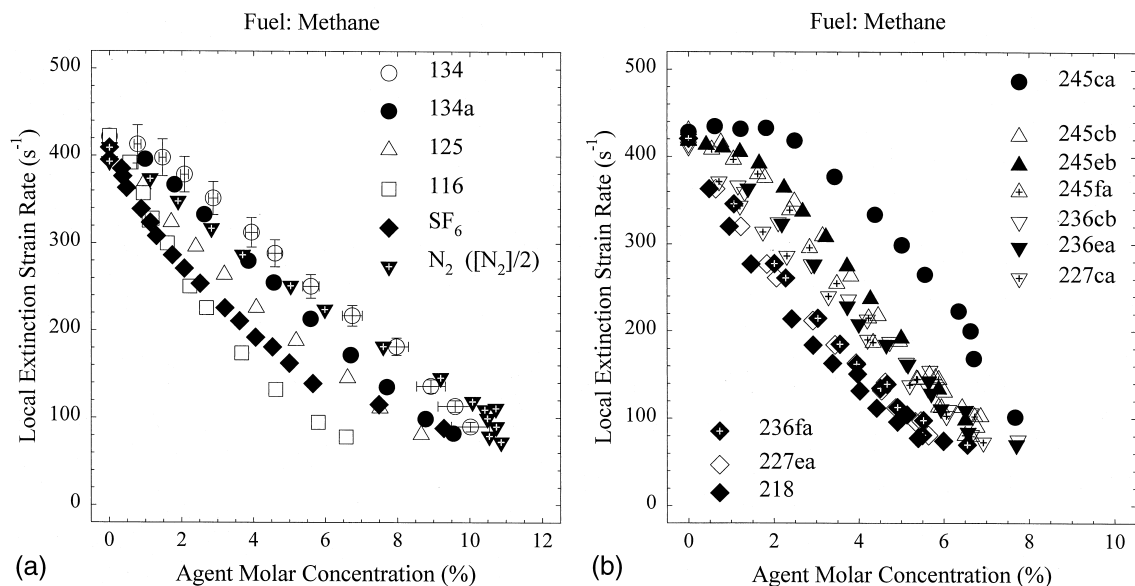 Fuel: Methane
Local Extinction Strain Rate (s⁻¹)
500
400
300
200
100
0
134
134a
125
116
SF₆
N₂ ([N₂]/2)
0 2 4 6 8 10 12
Agent Molar Concentration (%)
(a)
Fuel: Methane
Local Extinction Strain Rate (s⁻¹)
500
400
300
200
100
0
245ca
245cb
245eb
245fa
236cb
236ea
227ca
236fa
227ea
218
0 2 4 6 8 10 12
Agent Molar Concentration (%)
(b)